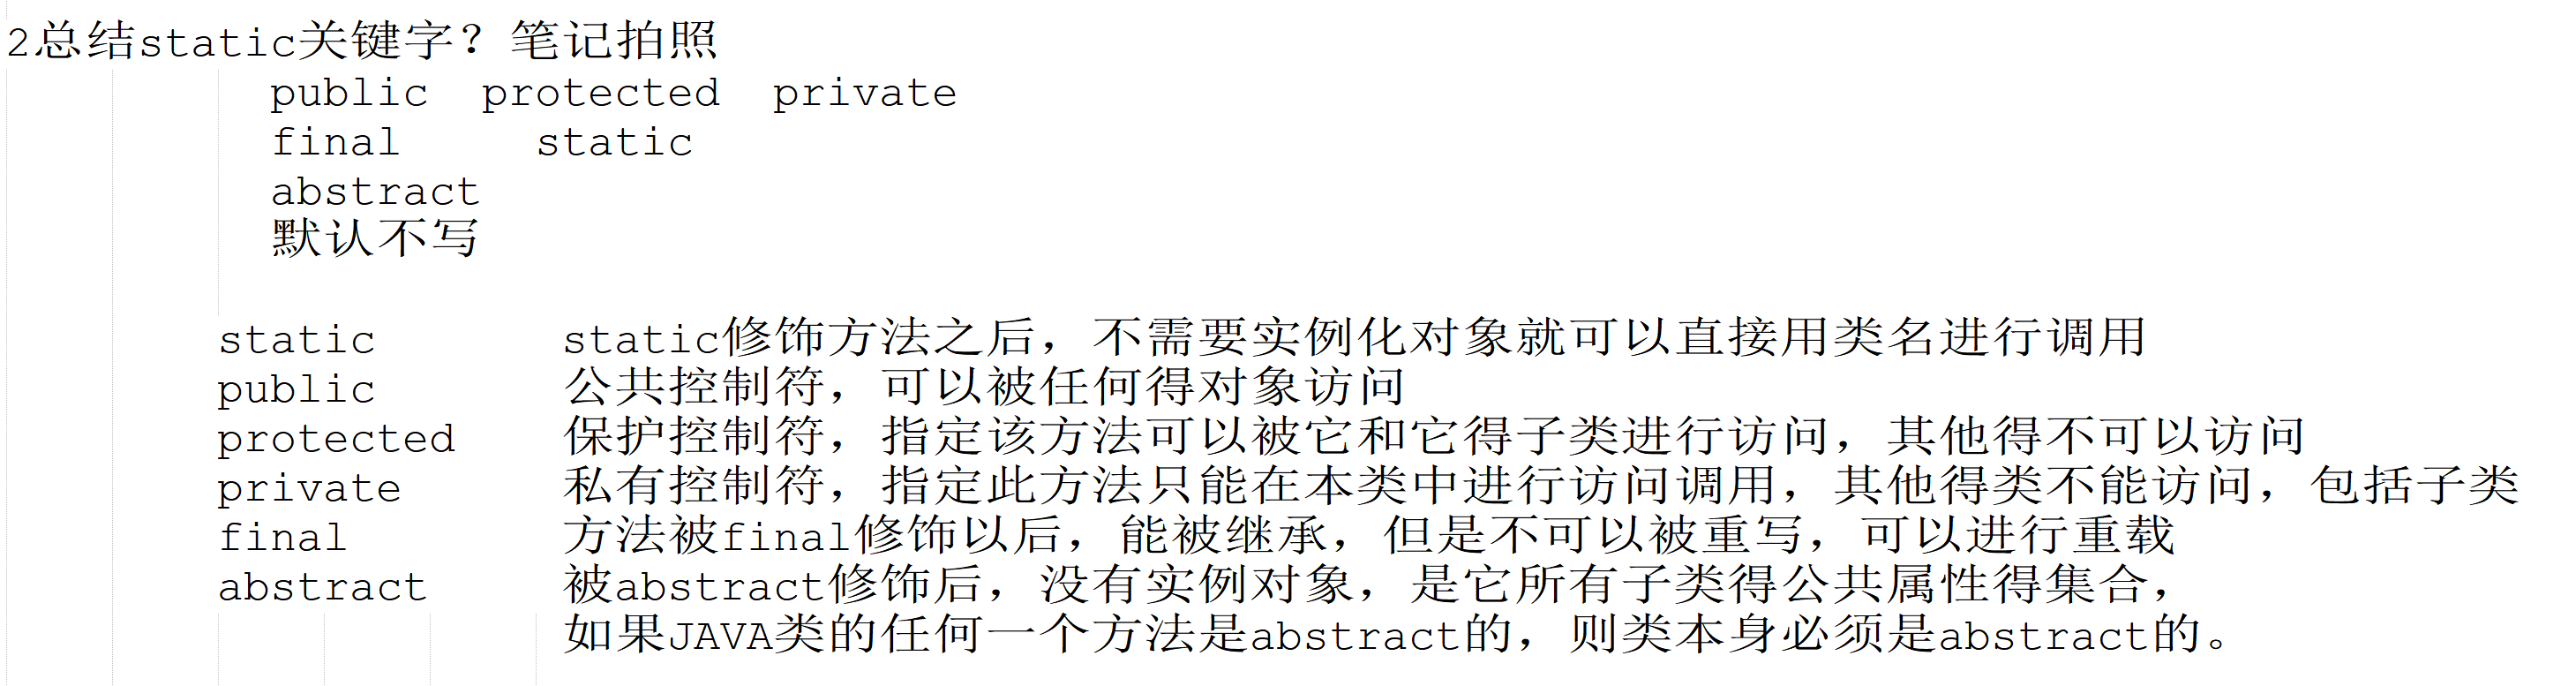 2总结static关键字？笔记拍照
public  protected  private
final     static
abstract
默认不写
static       static修饰方法之后，不需要实例化对象就可以直接用类名进行调用
public       公共控制符，可以被任何得对象访问
protected    保护控制符，指定该方法可以被它和它得子类进行访问，其他得不可以访问
private      私有控制符，指定此方法只能在本类中进行访问调用，其他得类不能访问，包括子类
final        方法被final修饰以后，能被继承，但是不可以被重写，可以进行重载
abstract     被abstract修饰后，没有实例对象，是它所有子类得公共属性得集合，
如果JAVA类的任何一个方法是abstract的，则类本身必须是abstract的。